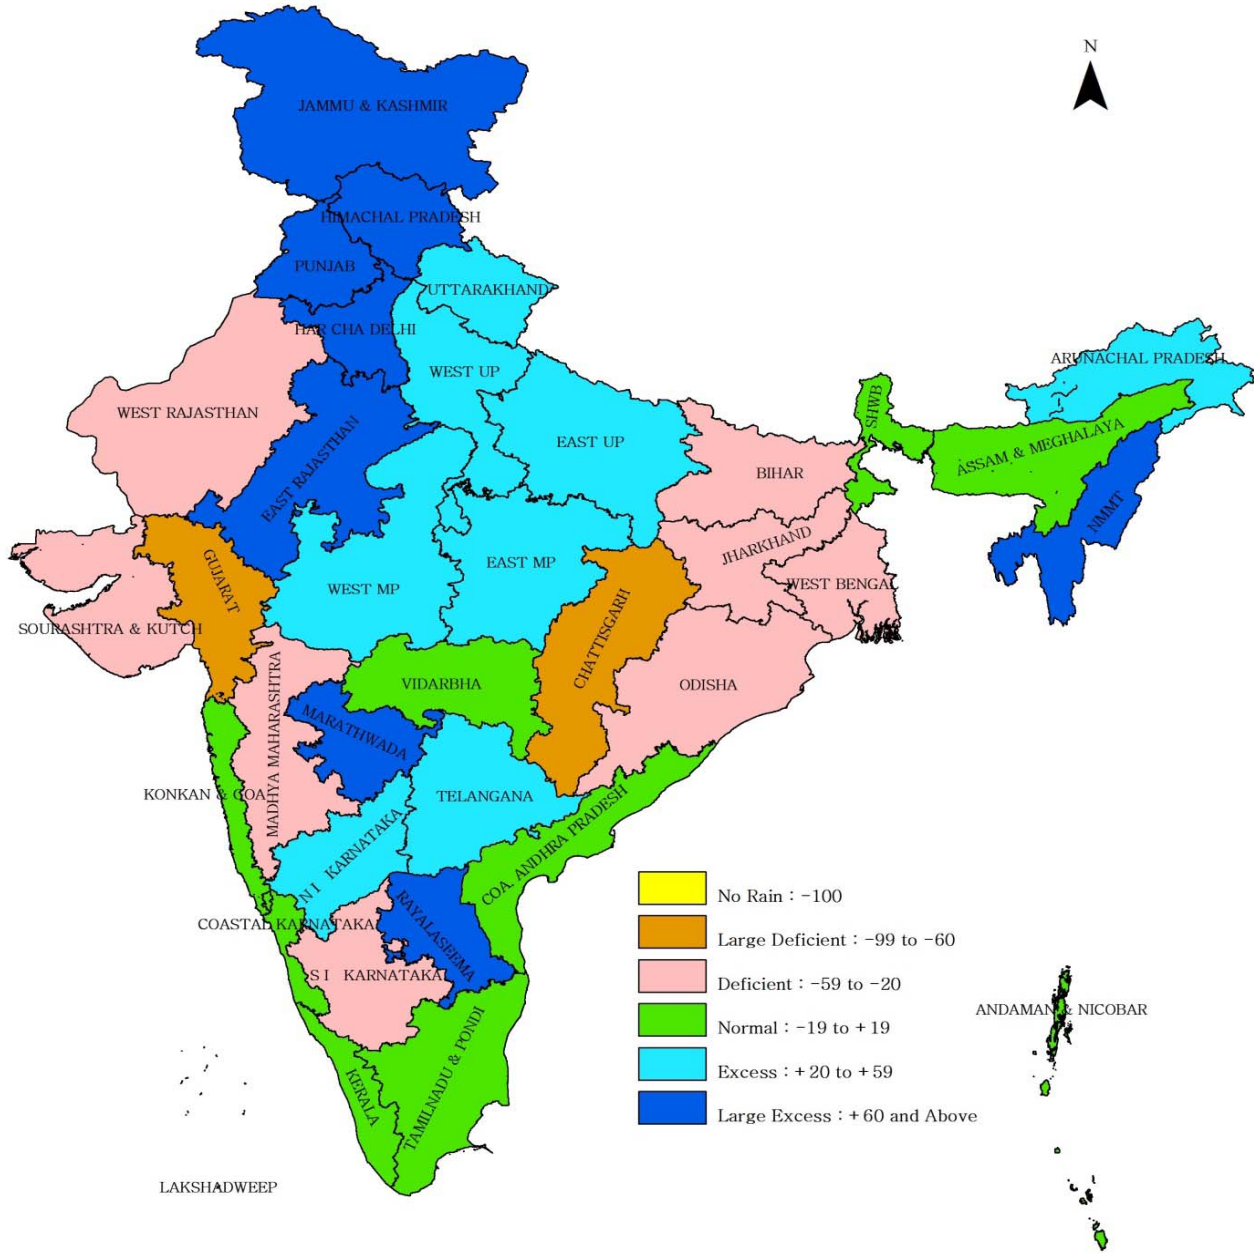 N
JAMMU & KASHMIR
HIMACHAL PRADESH
PUNJAB
UTTARAKHAND
HAR CHA DELHI
WEST UP
ARUNACHAL PRADESH
WEST RAJASTHAN
SHWB
EAST RAJASTHAN
EAST UP
ASSAM & MEGHALAYA
BIHAR
NMMT
JHARKHAND
GUJARAT
EAST MP
WEST MP
WEST BENGAL
SOURASHTRA & KUTCH
CHATTISGARH
VIDARBHA
ODISHA
MADHYA MAHARASHTRA
MARATHWADA
KONKAN & GOA
TELANGANA
N I KARNATAKA
COA. ANDHRA PRADESH
COASTAL KARNATAKA
RAYALASEEMA
S I KARNATAKA
ANDAMAN & NICOBAR
TAMILNADU & PONDI
KERALA
LAKSHADWEEP
No Rain : -100
Large Deficient : -99 to -60
Deficient : -59 to -20
Normal : -19 to +19
Excess : +20 to +59
Large Excess : +60 and Above